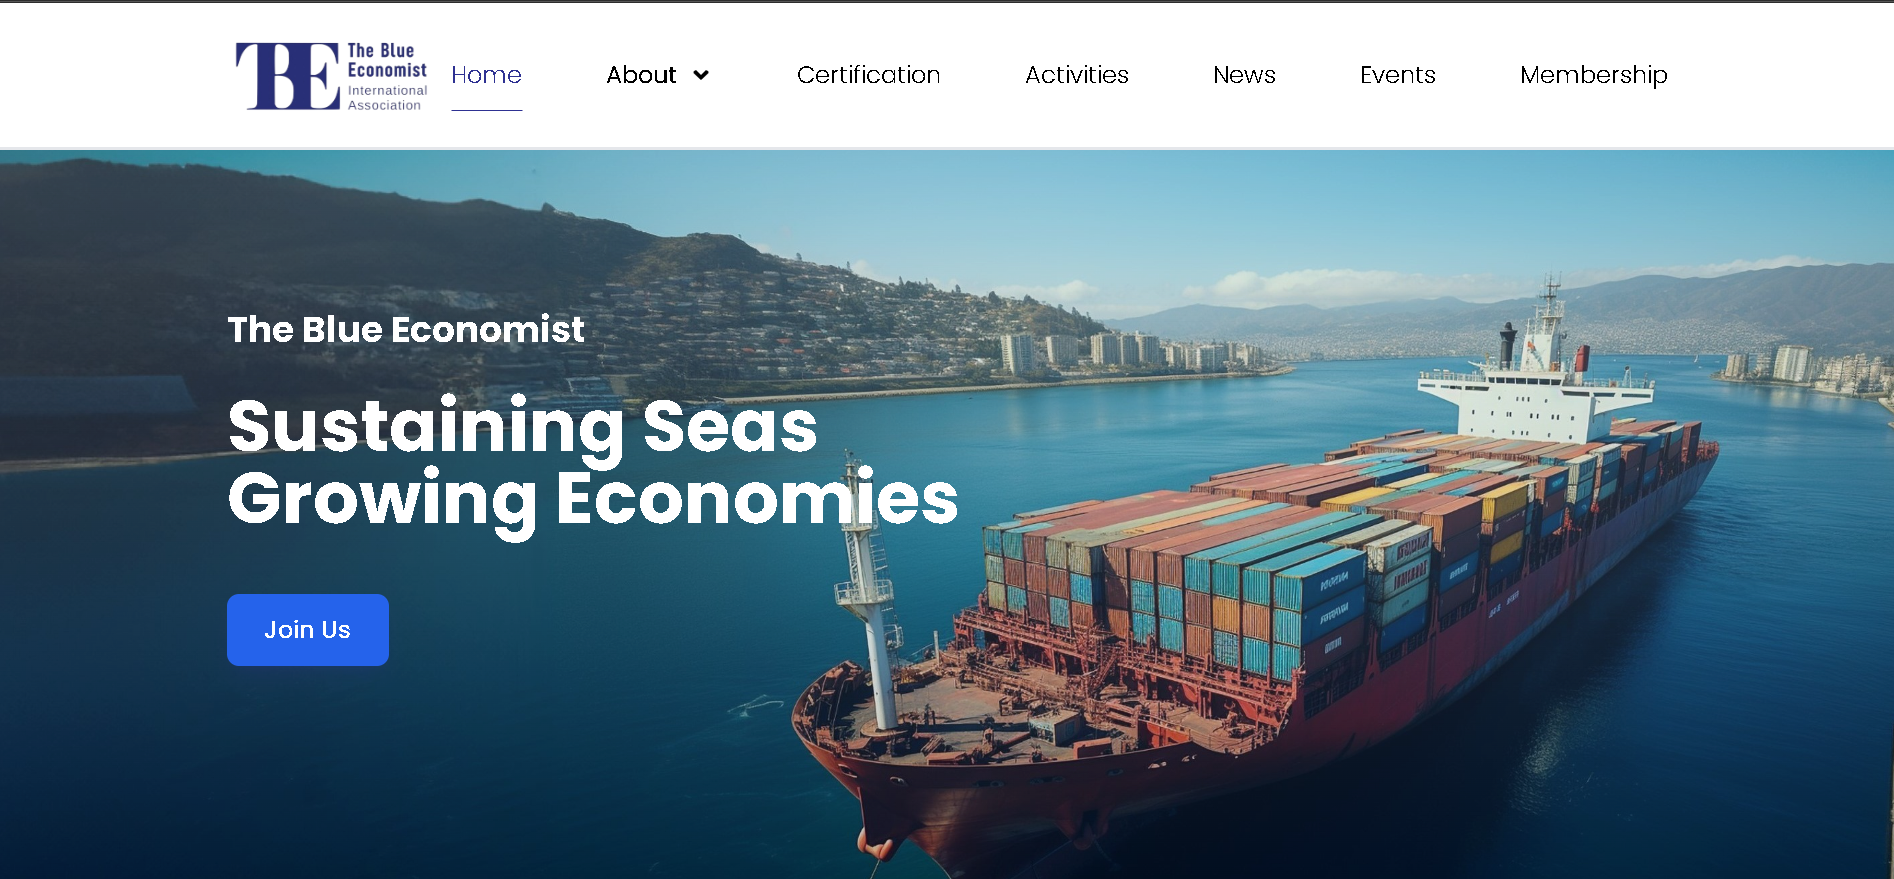 TBE
The Blue
Economist
International
Association
Home
About
Certification
Activities
News
Events
Membership
The Blue Economist
Sustaining Seas
Growing Economies
Join Us